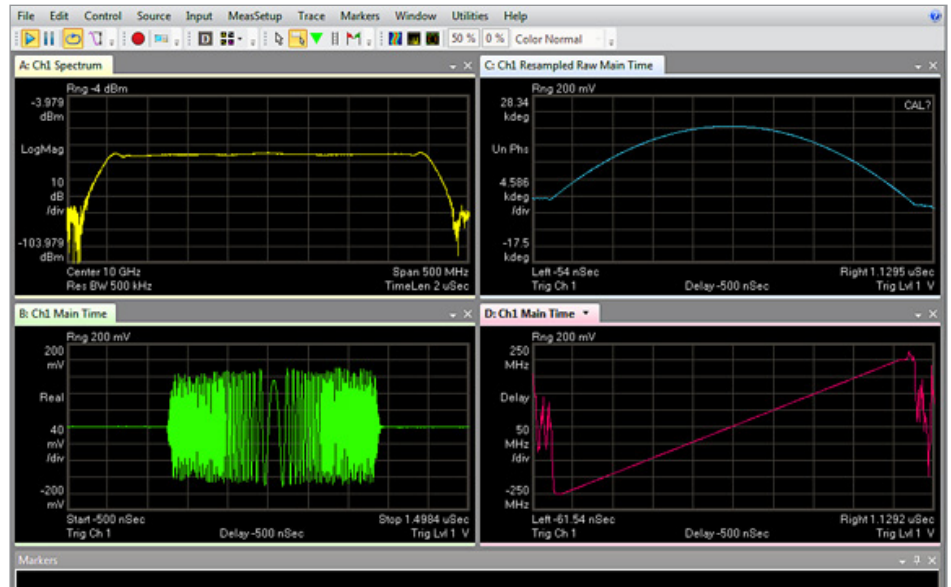 File Edit Control Source Input MeasSetup Trace Markers Window Utilities Help
50 % 0 % Color Normal
A: Ch1 Spectrum
Rng -4 dBm
-3.979
dBm
LogMag
10
dB
/div
-103.979
dBm
Center 10 GHz Span 500 MHz
Res BW 500 kHz TimeLen 2 uSec
C: Ch1 Resampled Raw Main Time
Rng 200 mV
28.34
kdeg
CAL?
Un Phs
4.586
kdeg
/div
-17.5
kdeg
Left -54 nSec Right 1.1295 uSec
Trig Ch 1 Delay -500 nSec Trig Lvl 1 V
B: Ch1 Main Time
Rng 200 mV
200
mV
Real
40
mV
/div
-200
mV
Start -500 nSec Stop 1.4984 uSec
Trig Ch 1 Delay -500 nSec Trig Lvl 1 V
D: Ch1 Main Time
Rng 200 mV
250
MHz
Delay
50
MHz
/div
-250
MHz
Left -61.54 nSec Right 1.1292 uSec
Trig Ch 1 Delay -500 nSec Trig Lvl 1 V
Markers